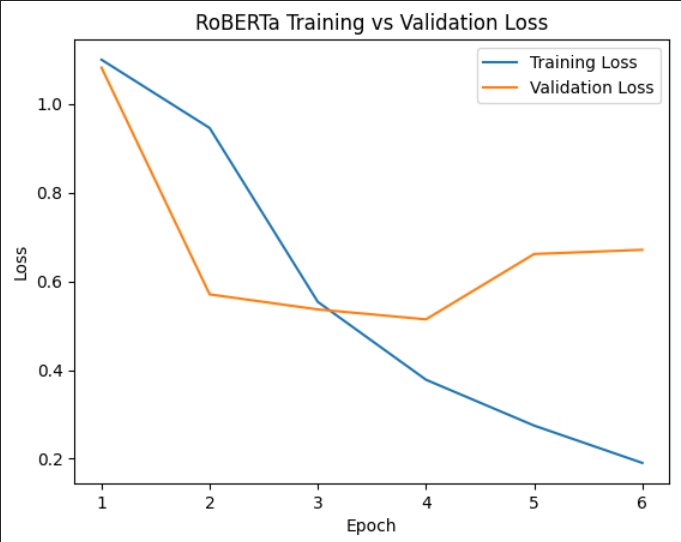 RoBERTa Training vs Validation Loss
Training Loss
Validation Loss
1.0
0.8
0.6
0.4
0.2
Loss
1 2 3 4 5 6
Epoch